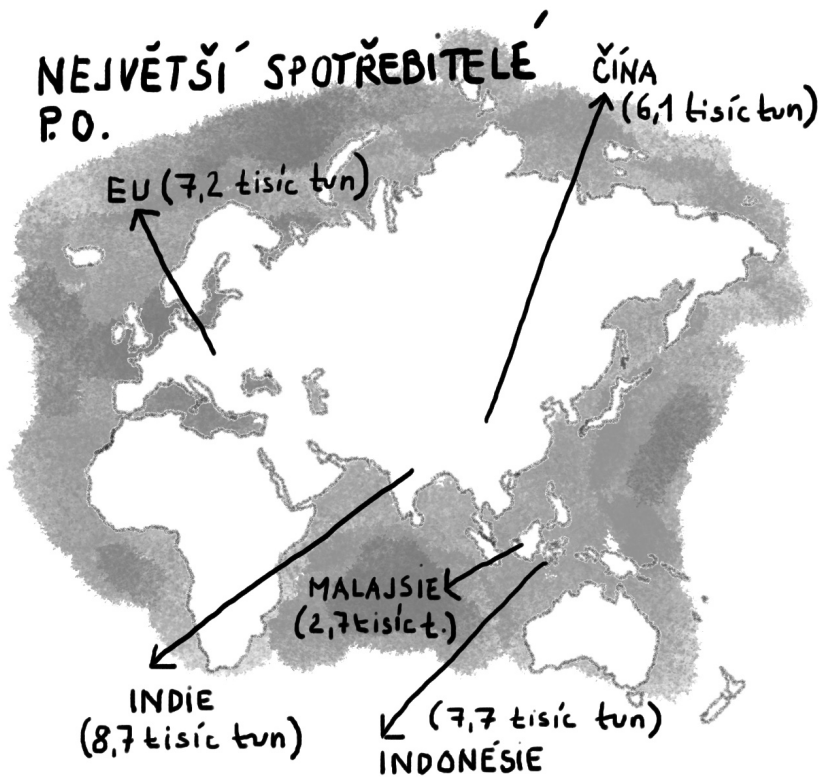 NEJVĚTŠÍ SPOTŘEBITELÉ
P.O.
ČÍNA
(6,1 tisíc tun)
EU (7,2 tisíc tun)
MALAJSIE
(2,7 tisíc t.)
INDIE
(8,7 tisíc tun)
(7,7 tisíc tun)
INDONÉSIE